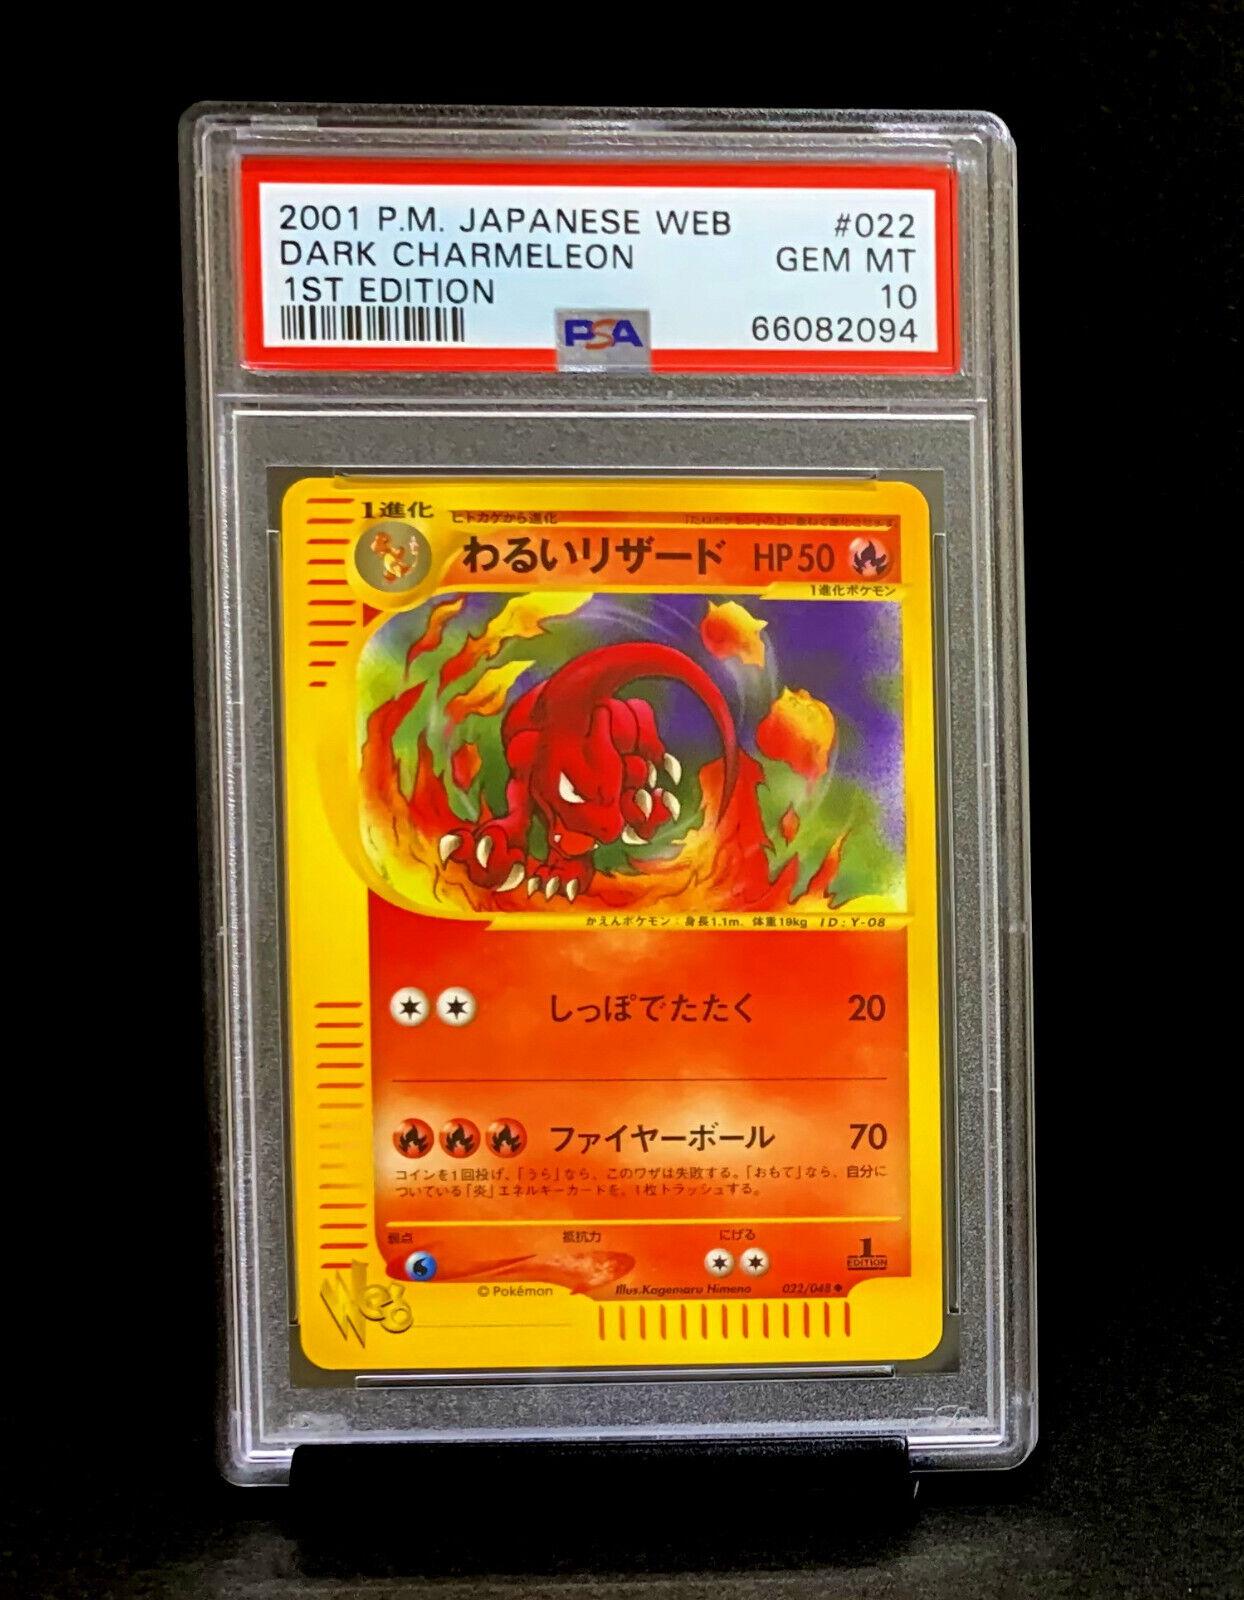 2001 P.M. JAPANESE WEB #022
DARK CHARMELEON GEM MT
1ST EDITION 10
PSA 66082094
1進化 ヒトカゲから進化
わるいリザード HP50
1進化ポケモン
かえんポケモン：身長1.1m、体重19kg ID:Y-08
しっぽでたたく 20
ファイヤーボール 70
コインを1回投げ、「うら」なら、このワザは失敗する。「おもて」なら、自分に
ついている「炎」エネルギーカードを、1枚トラッシュする。
弱点 抵抗力 にげる
1
EDITION
Web ©Pokémon Illus.Kagemaru Himeno 022/048